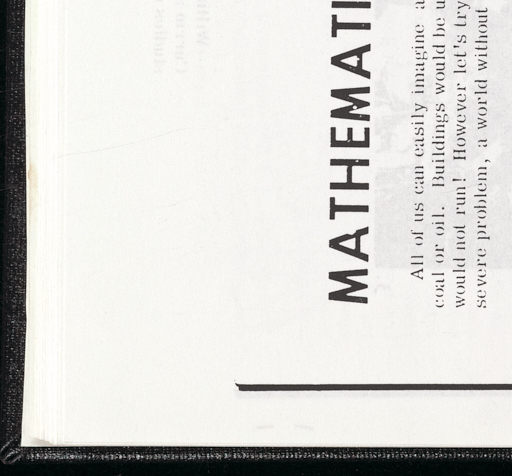 MATHEMATI
All of us can easily imagine a
coal or oil. Buildings would be u
would not run! However let's try
severe problem, a world without